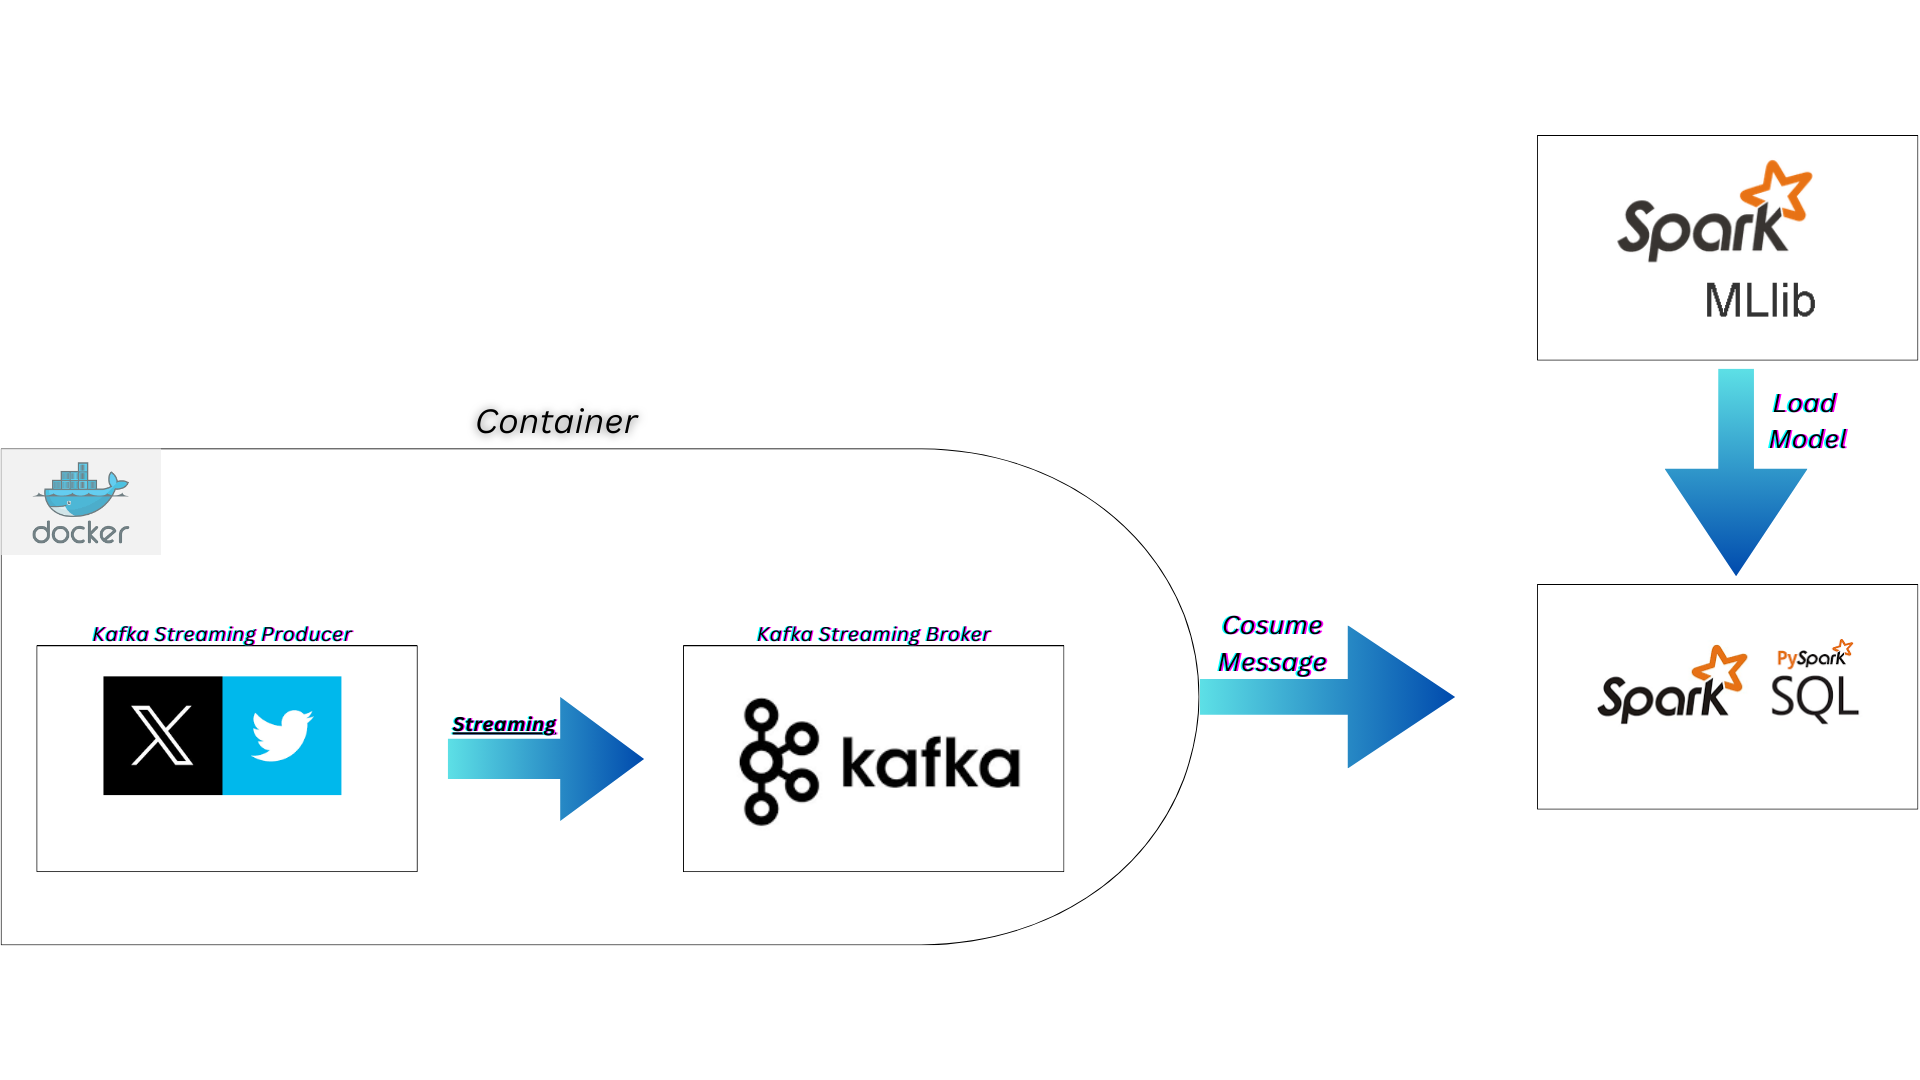 Spark
MLlib
Load
Model
Container
docker
Kafka Streaming Producer
Streaming
Kafka Streaming Broker
kafka
Cosume
Message
Spark
PySpark
SQL